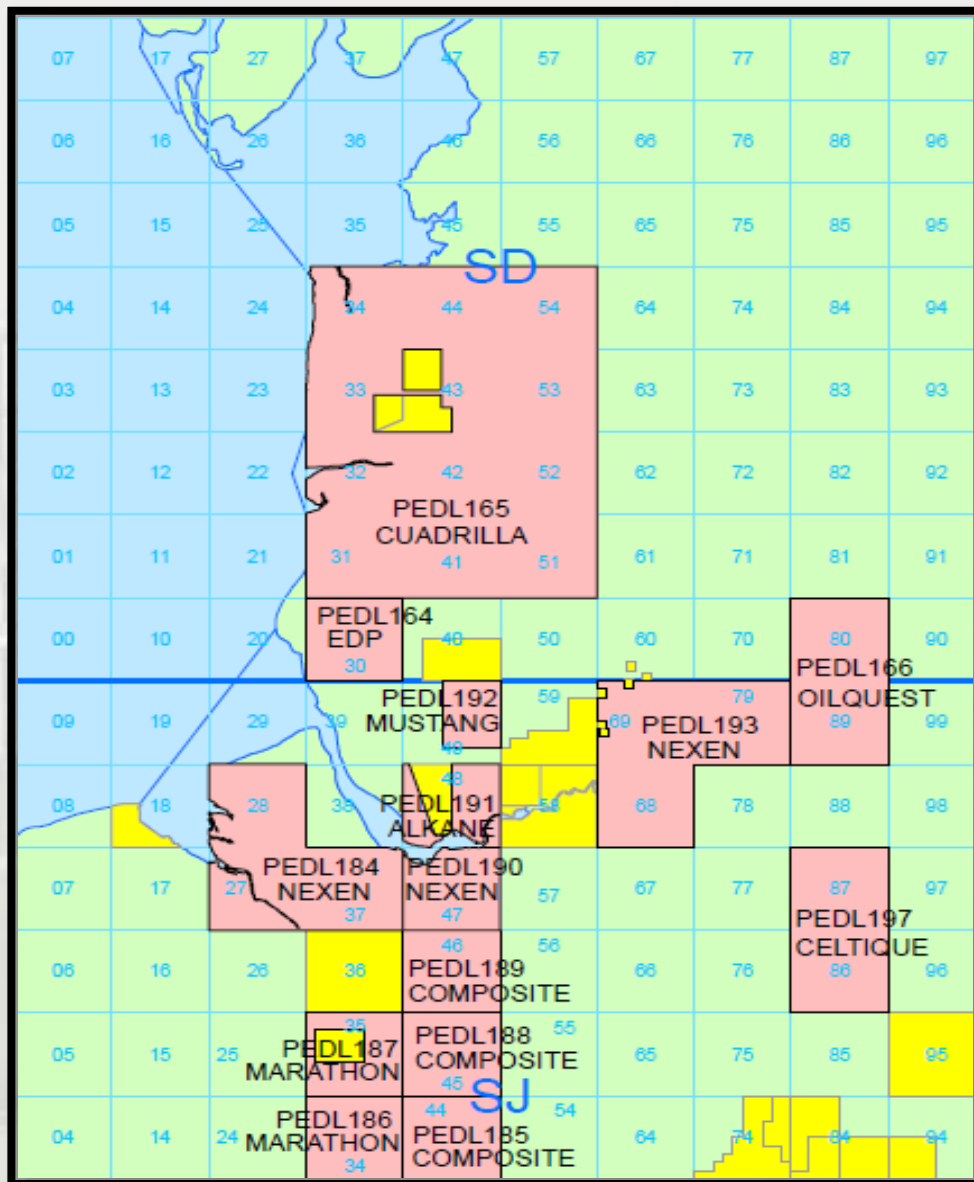 07 17 27 37 47 57 67 77 87 97
06 16 26 36 46 56 66 76 86 96
05 15 25 35 45 55 65 75 85 95
SD
04 14 24 34 44 54 64 74 84 94
03 13 23 33 43 53 63 73 83 93
02 12 22 32 42 52 62 72 82 92
PEDL165
CUADRILLA
01 11 21 31 41 51 61 71 81 91
PEDL164
EDP
00 10 20 30 40 50 60 70 80 90
PEDL166
OILQUEST
PEDL192
MUSTANG
PEDL193
NEXEN
09 19 29 39 49 59 69 79 89 99
PEDL191
ALKANE
08 18 28 38 48 58 68 78 88 98
PEDL184
NEXEN
PEDL190
NEXEN
07 17 27 37 47 57 67 77 87 97
PEDL197
CELTIQUE
PEDL189
COMPOSITE
06 16 26 36 46 56 66 76 86 96
PEDL187
MARATHON
PEDL188
COMPOSITE
05 15 25 35 45 55 65 75 85 95
SJ
PEDL186
MARATHON
PEDL185
COMPOSITE
04 14 24 34 44 54 64 74 84 94